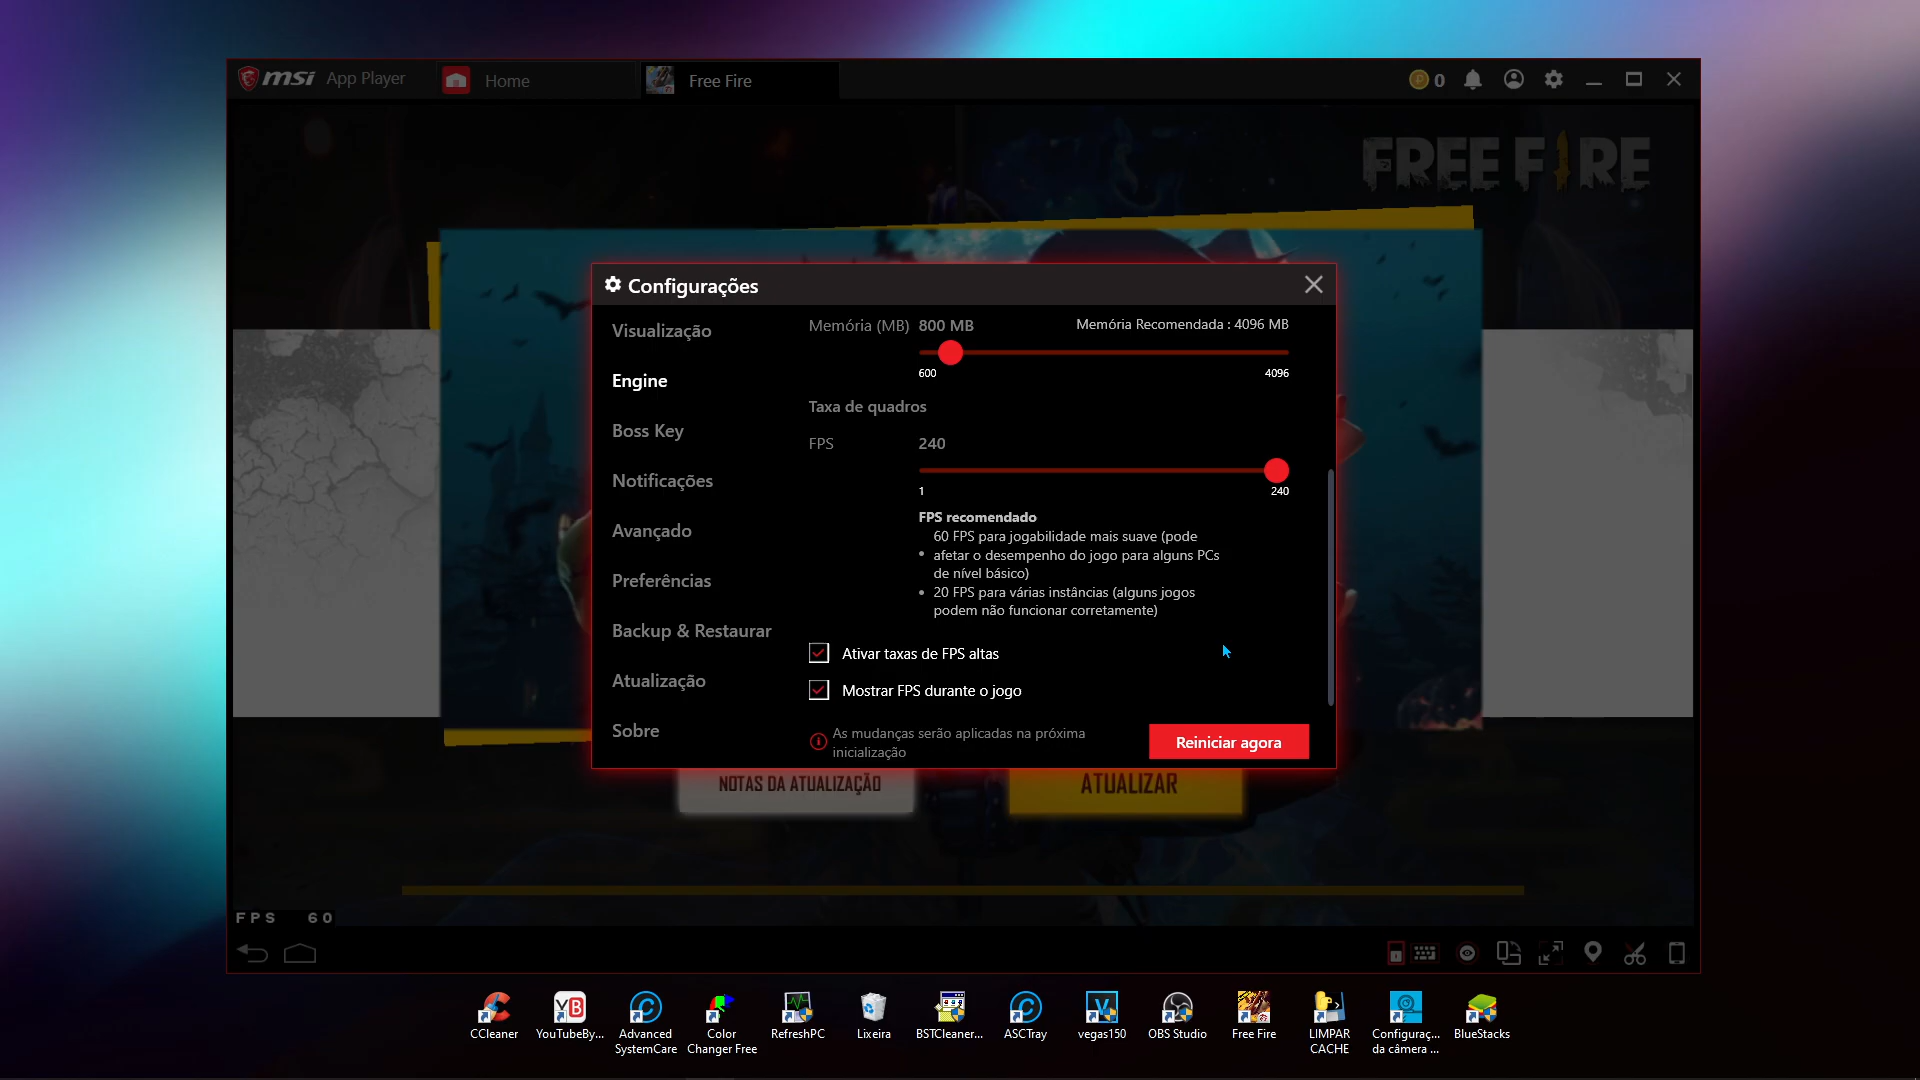 msi App Player
Home
Free Fire
0
FREE FIRE
Configurações
Visualização
Engine
Boss Key
Notificações
Avançado
Preferências
Backup & Restaurar
Atualização
Sobre
Memória (MB) 800 MB
Memória Recomendada : 4096 MB
600
4096
Taxa de quadros
FPS
240
1
240
FPS recomendado
60 FPS para jogabilidade mais suave (pode
• afetar o desempenho do jogo para alguns PCs
de nível básico)
• 20 FPS para várias instâncias (alguns jogos
podem não funcionar corretamente)
Ativar taxas de FPS altas
Mostrar FPS durante o jogo
As mudanças serão aplicadas na próxima
inicialização
Reiniciar agora
NOTAS DA ATUALIZAÇÃO
ATUALIZAR
FPS 60
CCleaner
YouTubeBy...
Advanced
SystemCare
Color
Changer Free
RefreshPC
Lixeira
BSTCleaner...
ASCTray
vegas150
OBS Studio
Free Fire
LIMPAR
CACHE
Configuraç...
da câmera ...
BlueStacks